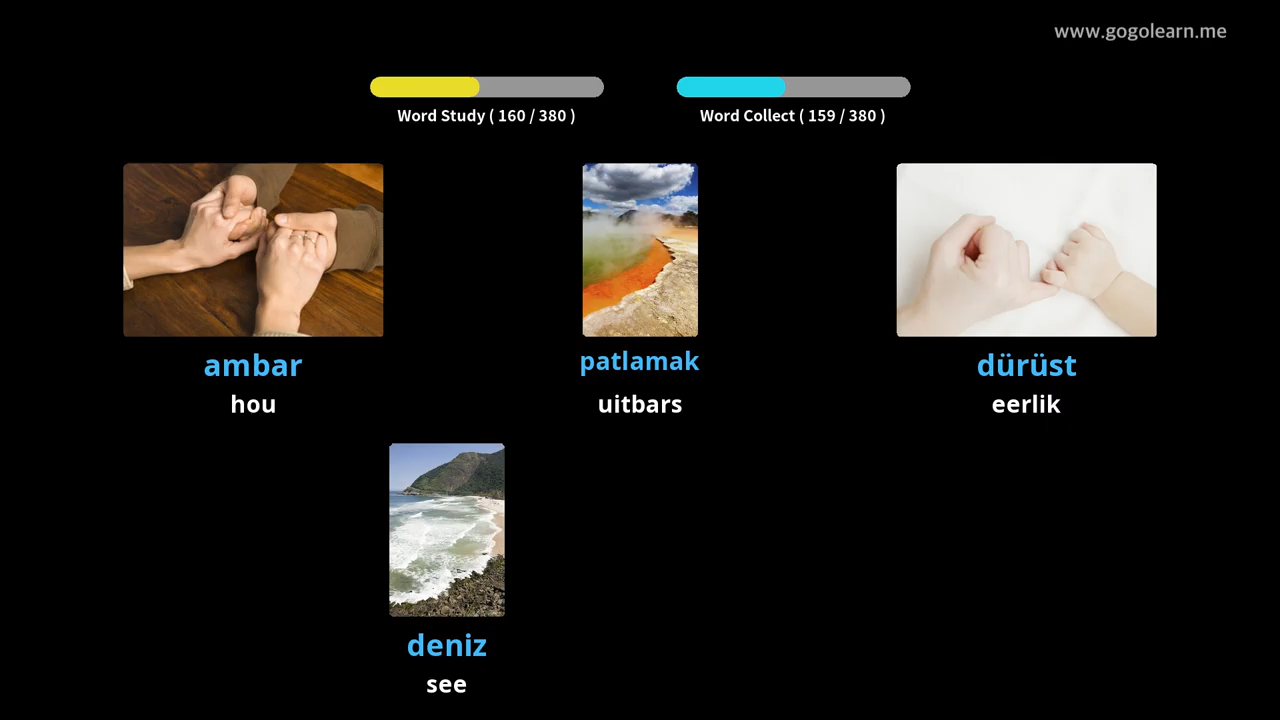 www.gogolearn.me
Word Study ( 160 / 380 )
Word Collect ( 159 / 380 )
ambar
hou
patlamak
uitbars
dürüst
eerlik
deniz
see